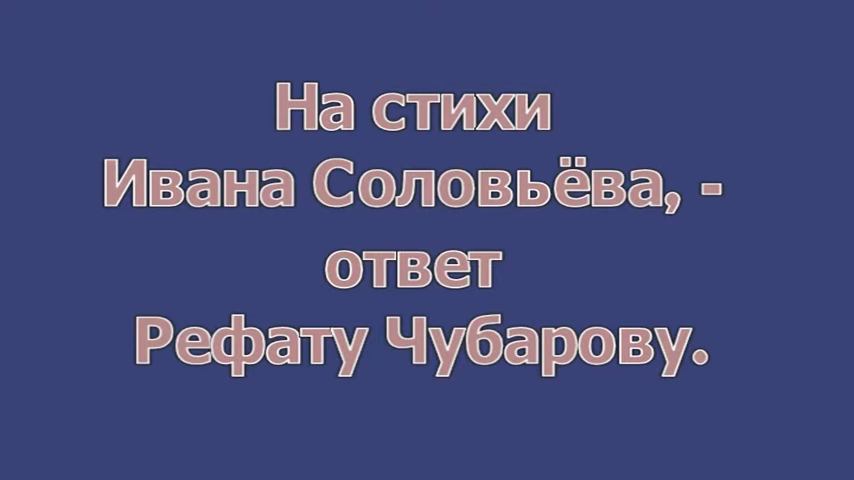 На стихи
Ивана Соловьёва, -
ответ
Рефату Чубарову.